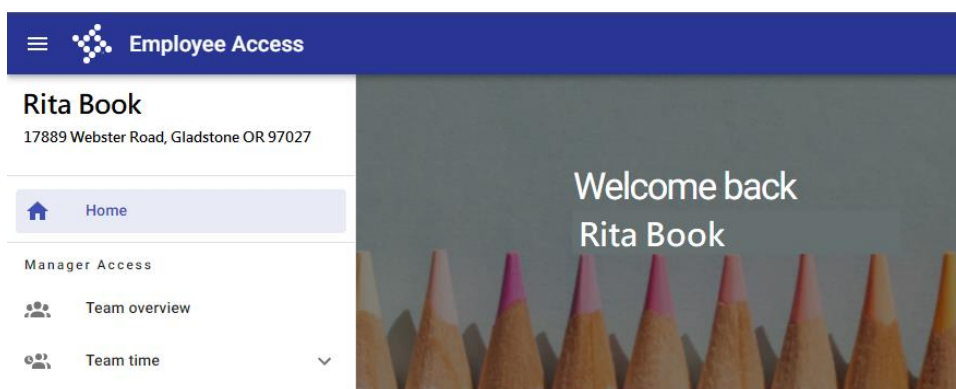 Employee Access
Rita Book
17889 Webster Road, Gladstone OR 97027
Home
Manager Access
Team overview
Team time
Welcome back
Rita Book